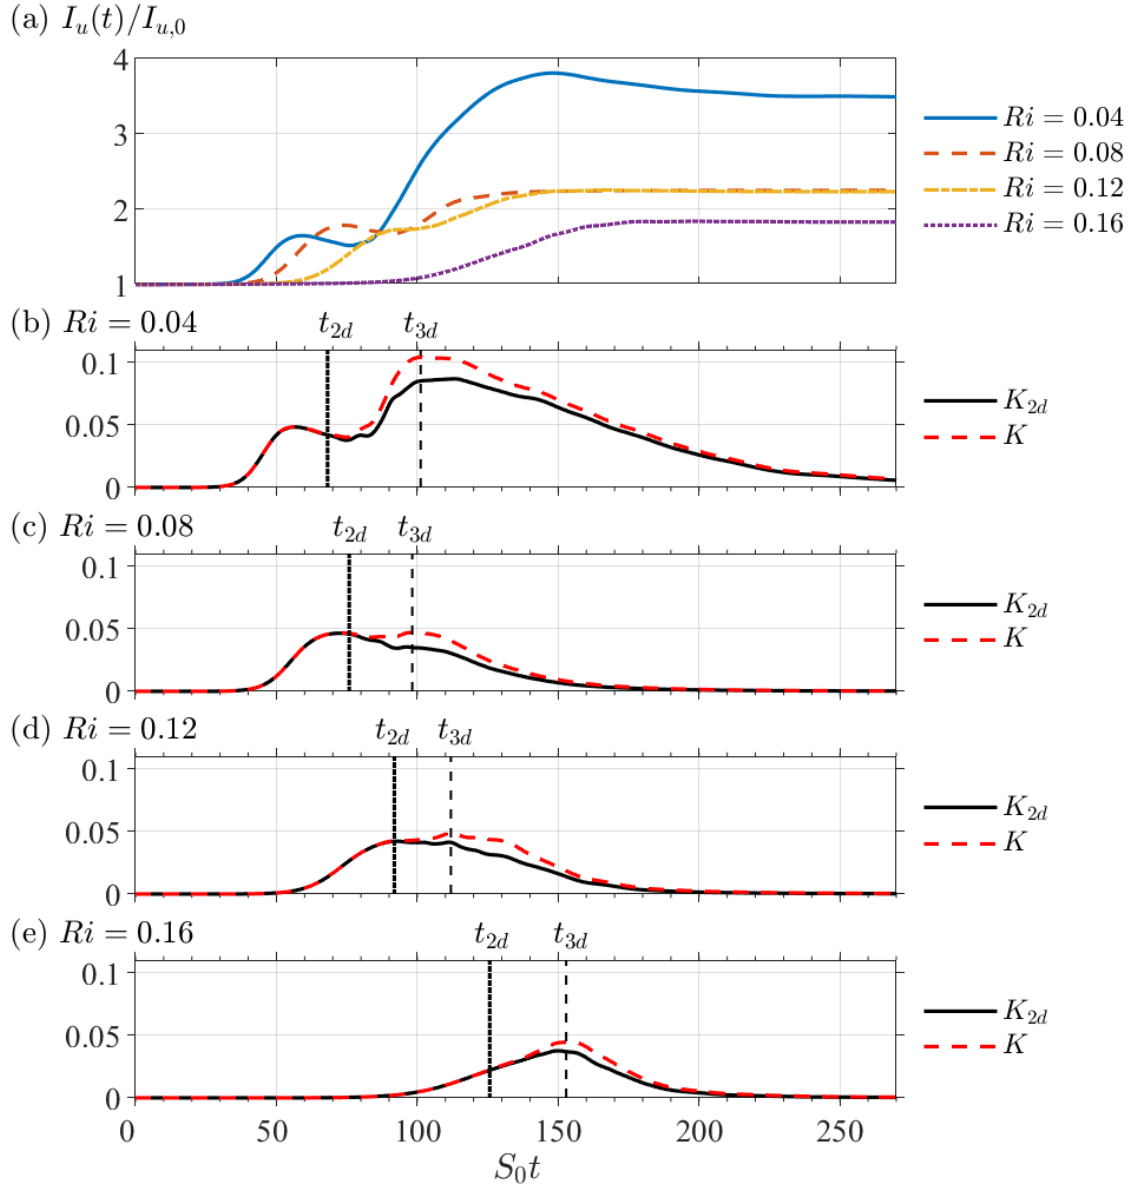 (a) I_u(t)/I_{u,0}
4
3
2
1
Ri = 0.04
Ri = 0.08
Ri = 0.12
Ri = 0.16
(b) Ri = 0.04
t_{2d} t_{3d}
0.1
0.05
0
K_{2d}
K
(c) Ri = 0.08
t_{2d} t_{3d}
0.1
0.05
0
K_{2d}
K
(d) Ri = 0.12
t_{2d} t_{3d}
0.1
0.05
0
K_{2d}
K
(e) Ri = 0.16
t_{2d} t_{3d}
0.1
0.05
0
K_{2d}
K
0 50 100 150 200 250
S_0t